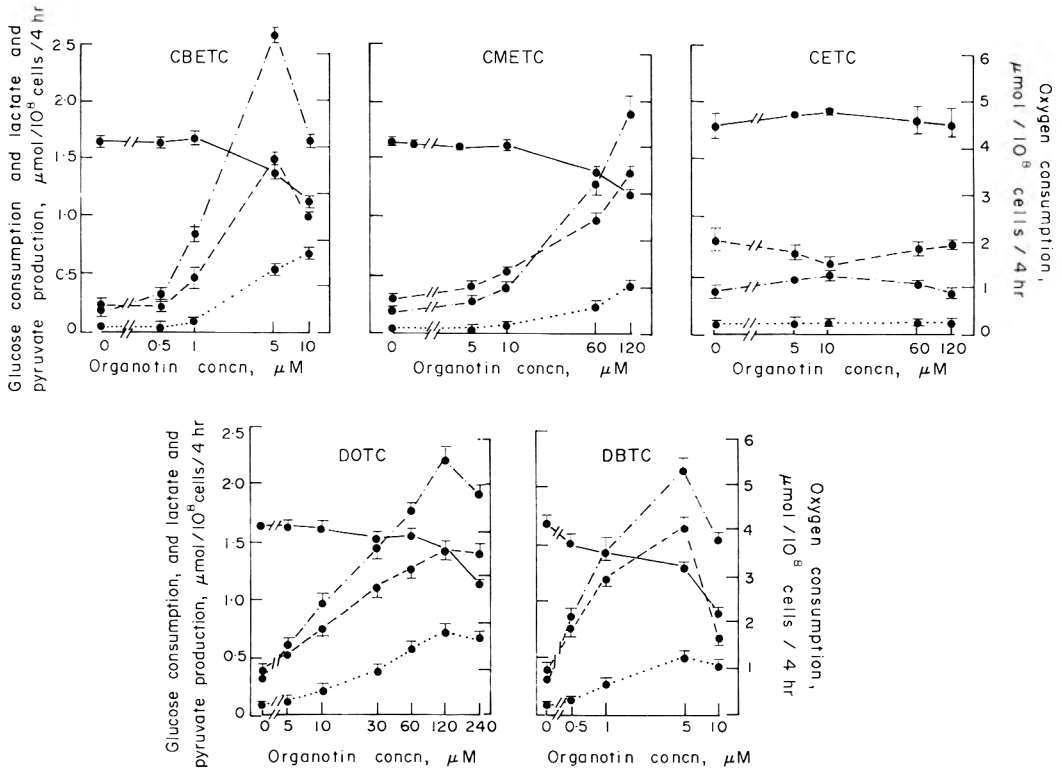 Glucose consumption and lactate and
pyruvate production, μmol/10⁸ cells/4 hr
2·5
2·0
1·5
1·0
C·5
0
CBETC
0 0·5 1 5 10
Organotin concn, μM
CMETC
0 5 10 60 120
Organotin concn, μM
CETC
0 5 10 60 120
Organotin concn, μM
6
5
4
3
2
1
0
Oxygen consumption,
μmol/10⁸ cells/4 hr
Glucose consumption, and lactate and
pyruvate production, μmol/10⁸cells/4 hr
2·5
2·0
1·5
1·0
0·5
0
DOTC
0 5 10 30 60 120 240
Organotin concn, μM
DBTC
0 0·5 1 5 10
Organotin concn, μM
6
5
4
3
2
1
Oxygen consumption,
μmol/10⁸ cells / 4 hr